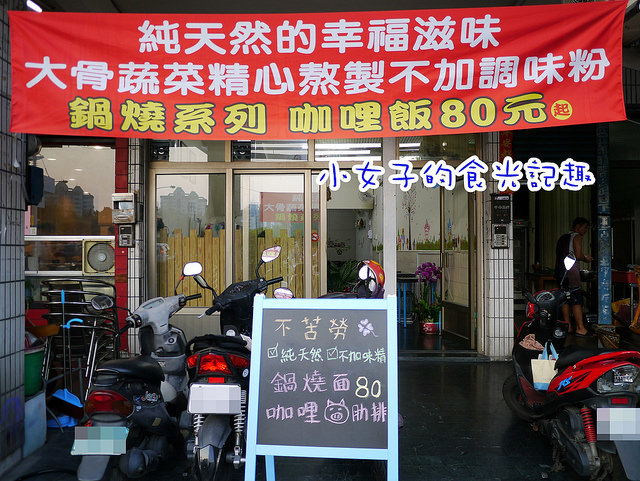 純天然的幸福滋味
大骨蔬菜精心熬製不加調味粉
鍋燒系列 咖哩飯80元起
小女子的食光記趣
不苦勞
☑純天然 ☑不加味精
鍋燒面80
咖哩 肋排